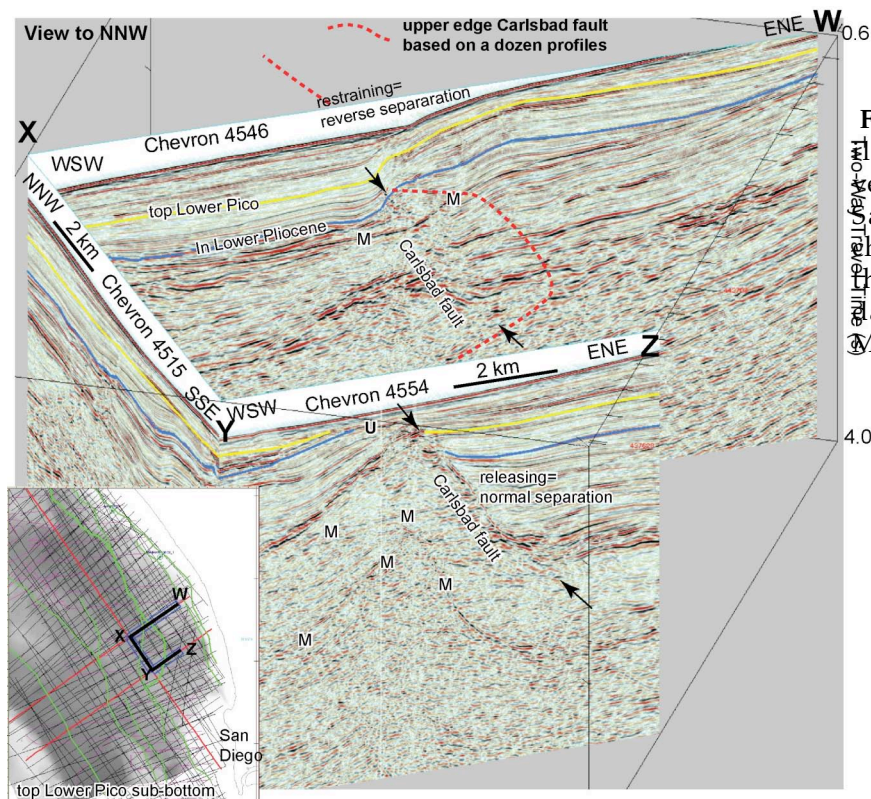 View to NNW
upper edge Carlsbad fault
based on a dozen profiles
ENE W
0.6
restraining=
reverse separaration
X
Chevron 4546
WSW
NNW
2 km
top Lower Pico
In Lower Pliocene
M
M
Carlsbad fault
Chevron 4515
SSE
Y
WSW
Chevron 4554
2 km
ENE
Z
4.0
U
releasing=
normal separation
Carlsbad fault
M
M
M
M
M
W
X
Z
Y
San
Diego
top Lower Pico sub-bottom